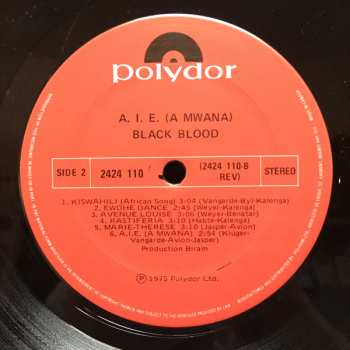 polydor
A. I. E. (A MWANA)
BLACK BLOOD
SIDE 2 2424 110 (2424 110-B REV) STEREO
1. KISWAHILI (African Song) 3:04 (Vangarde-Byl-Kalenga)
2. EWOHE DANCE 2:45 (Weyer-Kalenga)
3. AVENUE LOUISE 3:06 (Weyer-Benatar)
4. RASTIFERIA 3:10 (Habte-Kalenga)
5. MARIE-THERESE 3:10 (Jasper-Avion)
6. A.I.E. (A MWANA) 2:54 (Kluger-
Vangarde-Avion-Jasper)
Production Biram
Ⓟ 1975 Polydor Ltd.